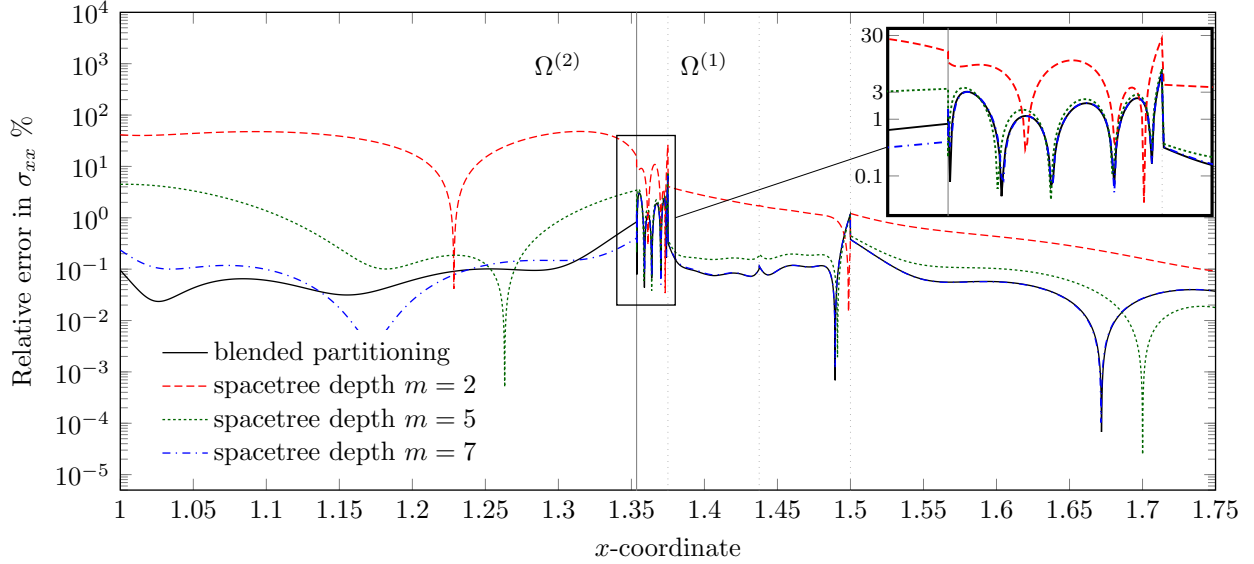 10^4
10^3
10^2
10^1
10^0
10^−1
10^−2
10^−3
10^−4
10^−5
Relative error in σ_xx %
Ω^(2)
Ω^(1)
30
3
1
0.1
blended partitioning
spacetree depth m = 2
spacetree depth m = 5
spacetree depth m = 7
1 1.05 1.1 1.15 1.2 1.25 1.3 1.35 1.4 1.45 1.5 1.55 1.6 1.65 1.7 1.75
x-coordinate